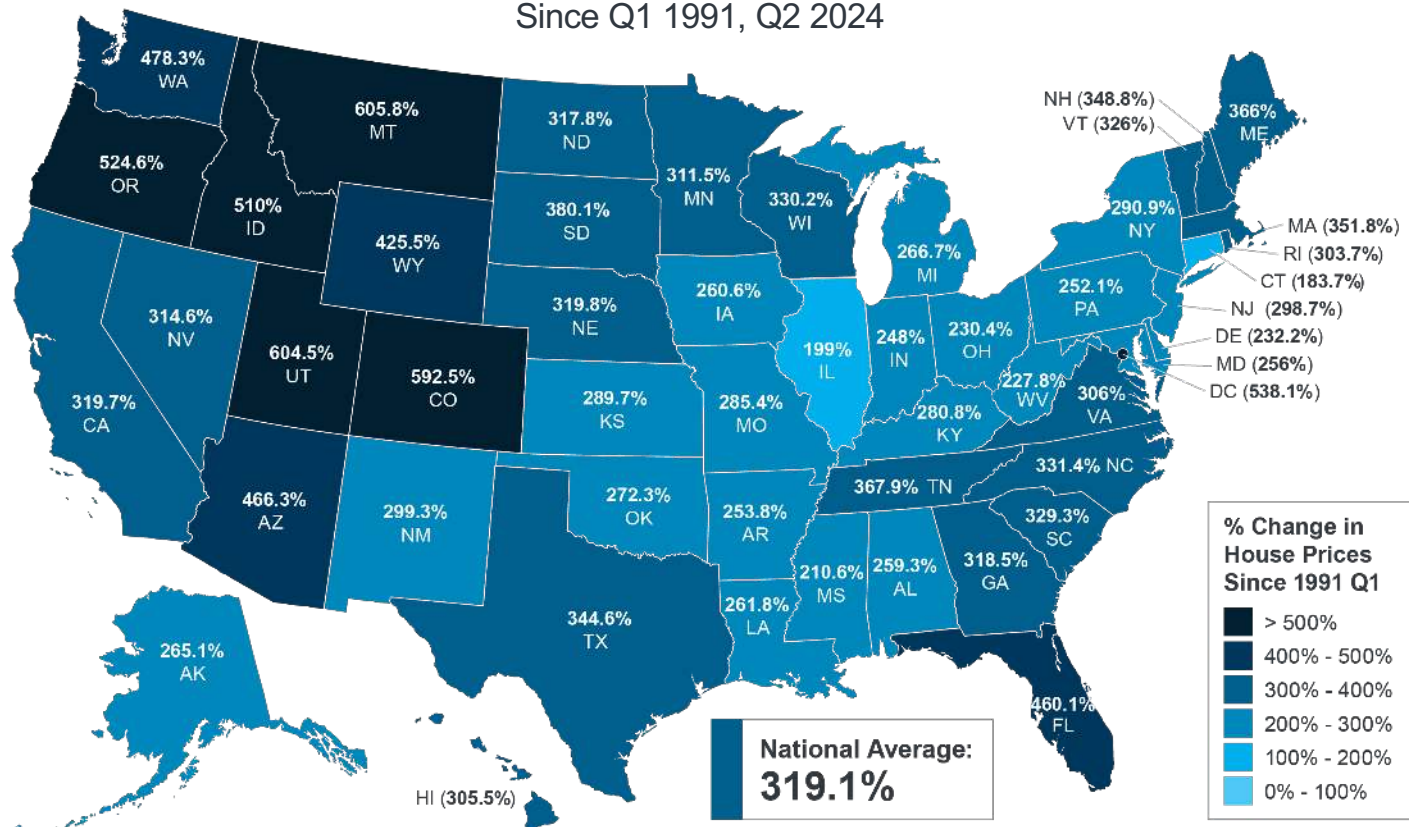 Since Q1 1991, Q2 2024
478.3%
WA
605.8%
MT
317.8%
ND
NH (348.8%)
VT (326%)
366%
ME
524.6%
OR
510%
ID
311.5%
MN
330.2%
WI
380.1%
SD
425.5%
WY
290.9%
NY
266.7%
MI
MA (351.8%)
RI (303.7%)
CT (183.7%)
NJ (298.7%)
DE (232.2%)
MD (256%)
DC (538.1%)
314.6%
NV
604.5%
UT
592.5%
CO
319.8%
NE
260.6%
IA
199%
IL
248%
IN
230.4%
OH
252.1%
PA
319.7%
CA
289.7%
KS
285.4%
MO
280.8%
KY
227.8%
WV
306%
VA
466.3%
AZ
299.3%
NM
272.3%
OK
253.8%
AR
367.9% TN
331.4% NC
329.3%
SC
344.6%
TX
261.8%
LA
210.6%
MS
259.3%
AL
318.5%
GA
460.1%
FL
265.1%
AK
HI (305.5%)
National Average:
319.1%
% Change in
House Prices
Since 1991 Q1
> 500%
400% - 500%
300% - 400%
200% - 300%
100% - 200%
0% - 100%